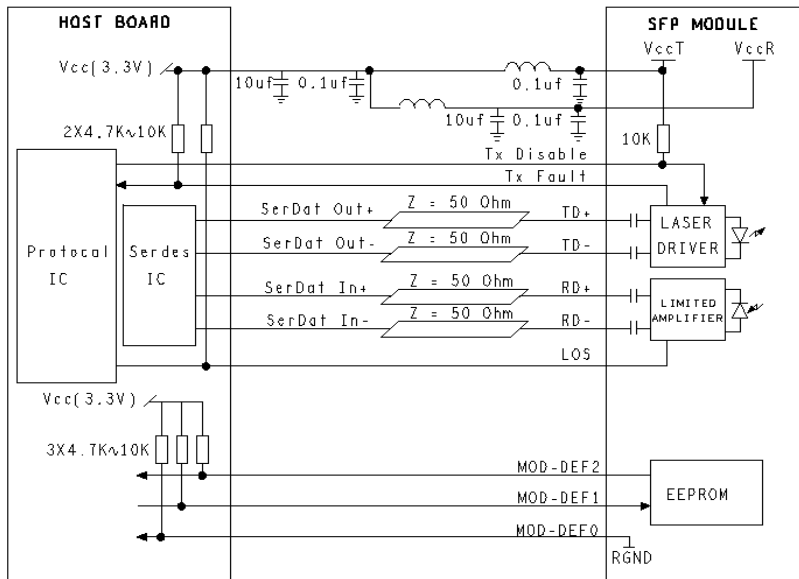 HOST BOARD
SFP MODULE
VccT
VccR
Vcc(3.3V)
10uf
0.1uf
0.1uf
10uf
0.1uf
2X4.7K~10K
10K
Tx Disable
Tx Fault
Protocal
IC
Serdes
IC
SerDat Out+
Z = 50 Ohm
TD+
SerDat Out-
Z = 50 Ohm
TD-
LASER
DRIVER
SerDat In+
Z = 50 Ohm
RD+
SerDat In-
Z = 50 Ohm
RD-
LIMITED
AMPLIFIER
LOS
Vcc(3.3V)
3X4.7K~10K
MOD-DEF2
MOD-DEF1
MOD-DEF0
EEPROM
RGND